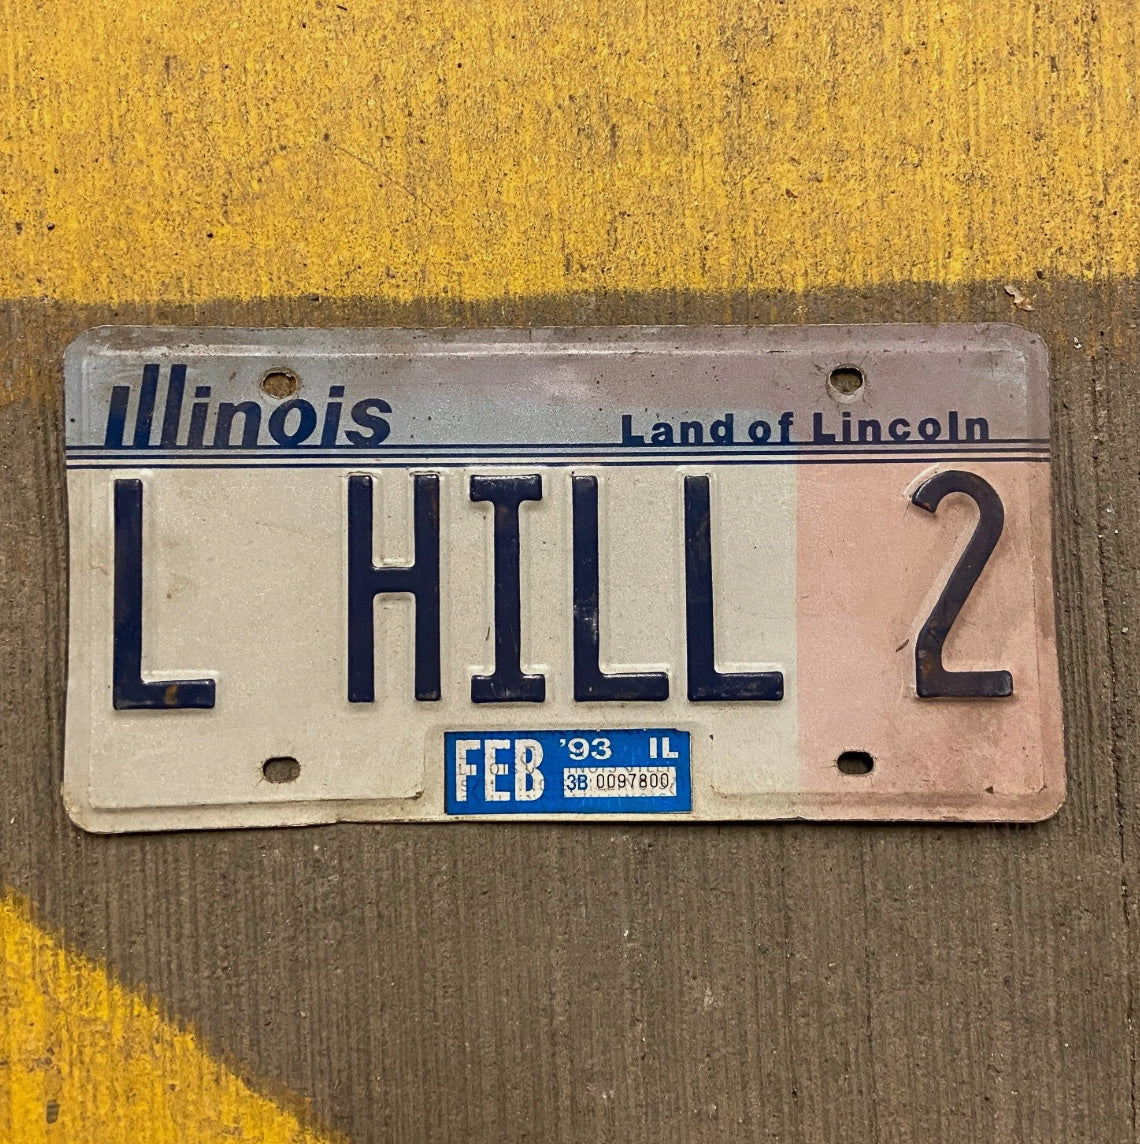 Illinois Land of Lincoln
L HILL 2
FEB '93 IL
3B 0097800